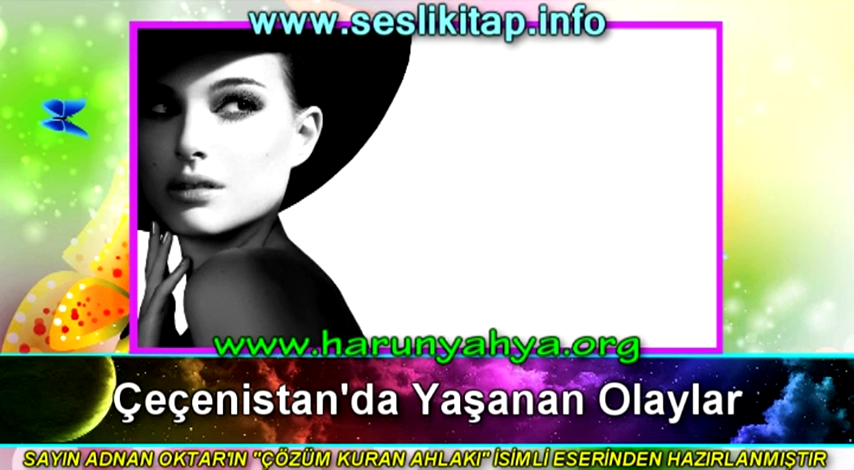 www.seslikitap.info
www.harunyahya.org
Çeçenistan'da Yaşanan Olaylar
SAYIN ADNAN OKTAR'IN "ÇÖZÜM KURAN AHLAKI" İSİMLİ ESERİNDEN HAZIRLANMIŞTIR